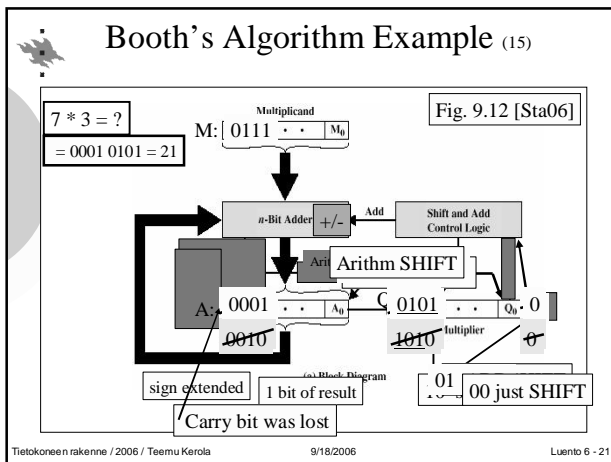 Booth's Algorithm Example (15)
7 * 3 = ?
= 0001 0101 = 21
Fig. 9.12 [Sta06]
Multiplicand
M: 0111 · · M0
n-Bit Adder +/-
Add
Shift and Add
Control Logic
Arithm SHIFT
A: 0001 · · A0
Q 0101 · · Q0 0
0010
1010
Multiplier
0
(a) Block Diagram
sign extended
1 bit of result
01
00 just SHIFT
Carry bit was lost
Tietokoneen rakenne / 2006 / Teemu Kerola
9/18/2006
Luento 6 - 21